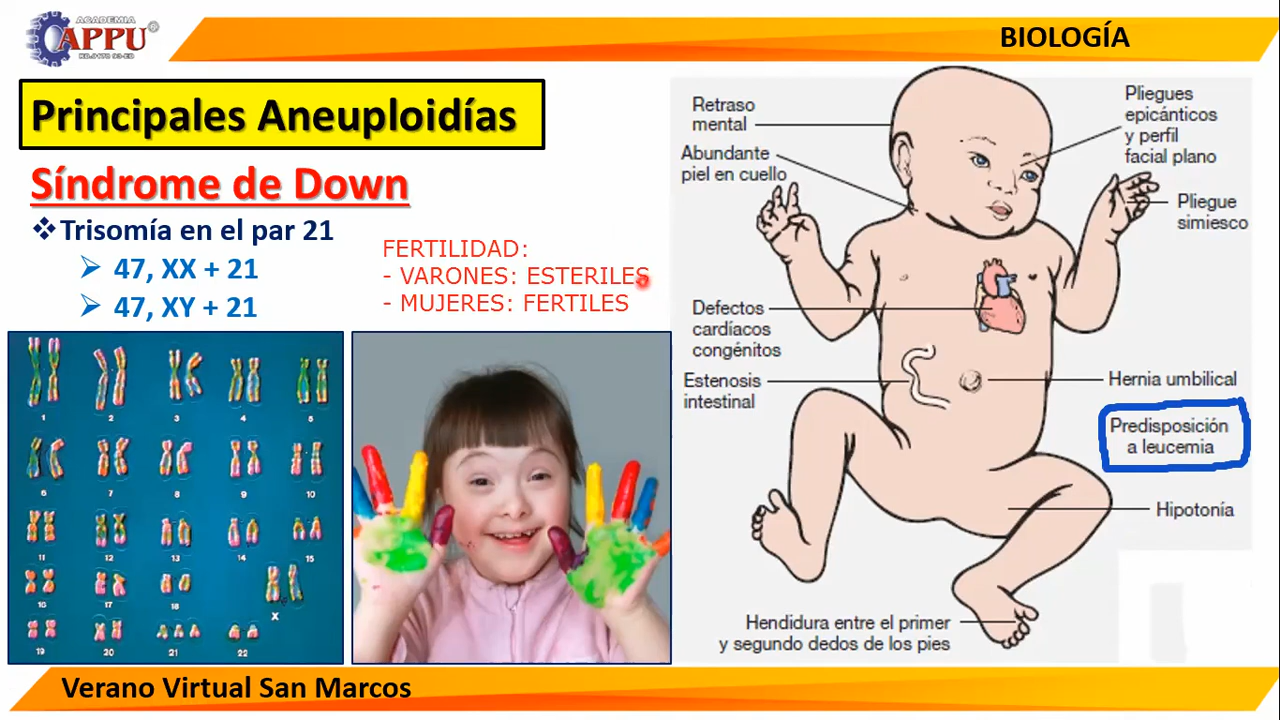 ACADEMIA
APPU
BIOLOGÍA
Principales Aneuploidías
Síndrome de Down
❖Trisomía en el par 21
➢ 47, XX + 21
➢ 47, XY + 21
FERTILIDAD:
- VARONES: ESTERILES
- MUJERES: FERTILES
1 2 3 4 5
6 7 8 9 10
11 12 13 14 15
16 17 18 X
19 20 21 22
Retraso
mental
Abundante
piel en cuello
Pliegues
epicánticos
y perfil
facial plano
Pliegue
simiesco
Defectos
cardíacos
congénitos
Estenosis
intestinal
Hernia umbilical
Predisposición
a leucemia
Hipotonía
Hendidura entre el primer
y segundo dedos de los pies
Verano Virtual San Marcos